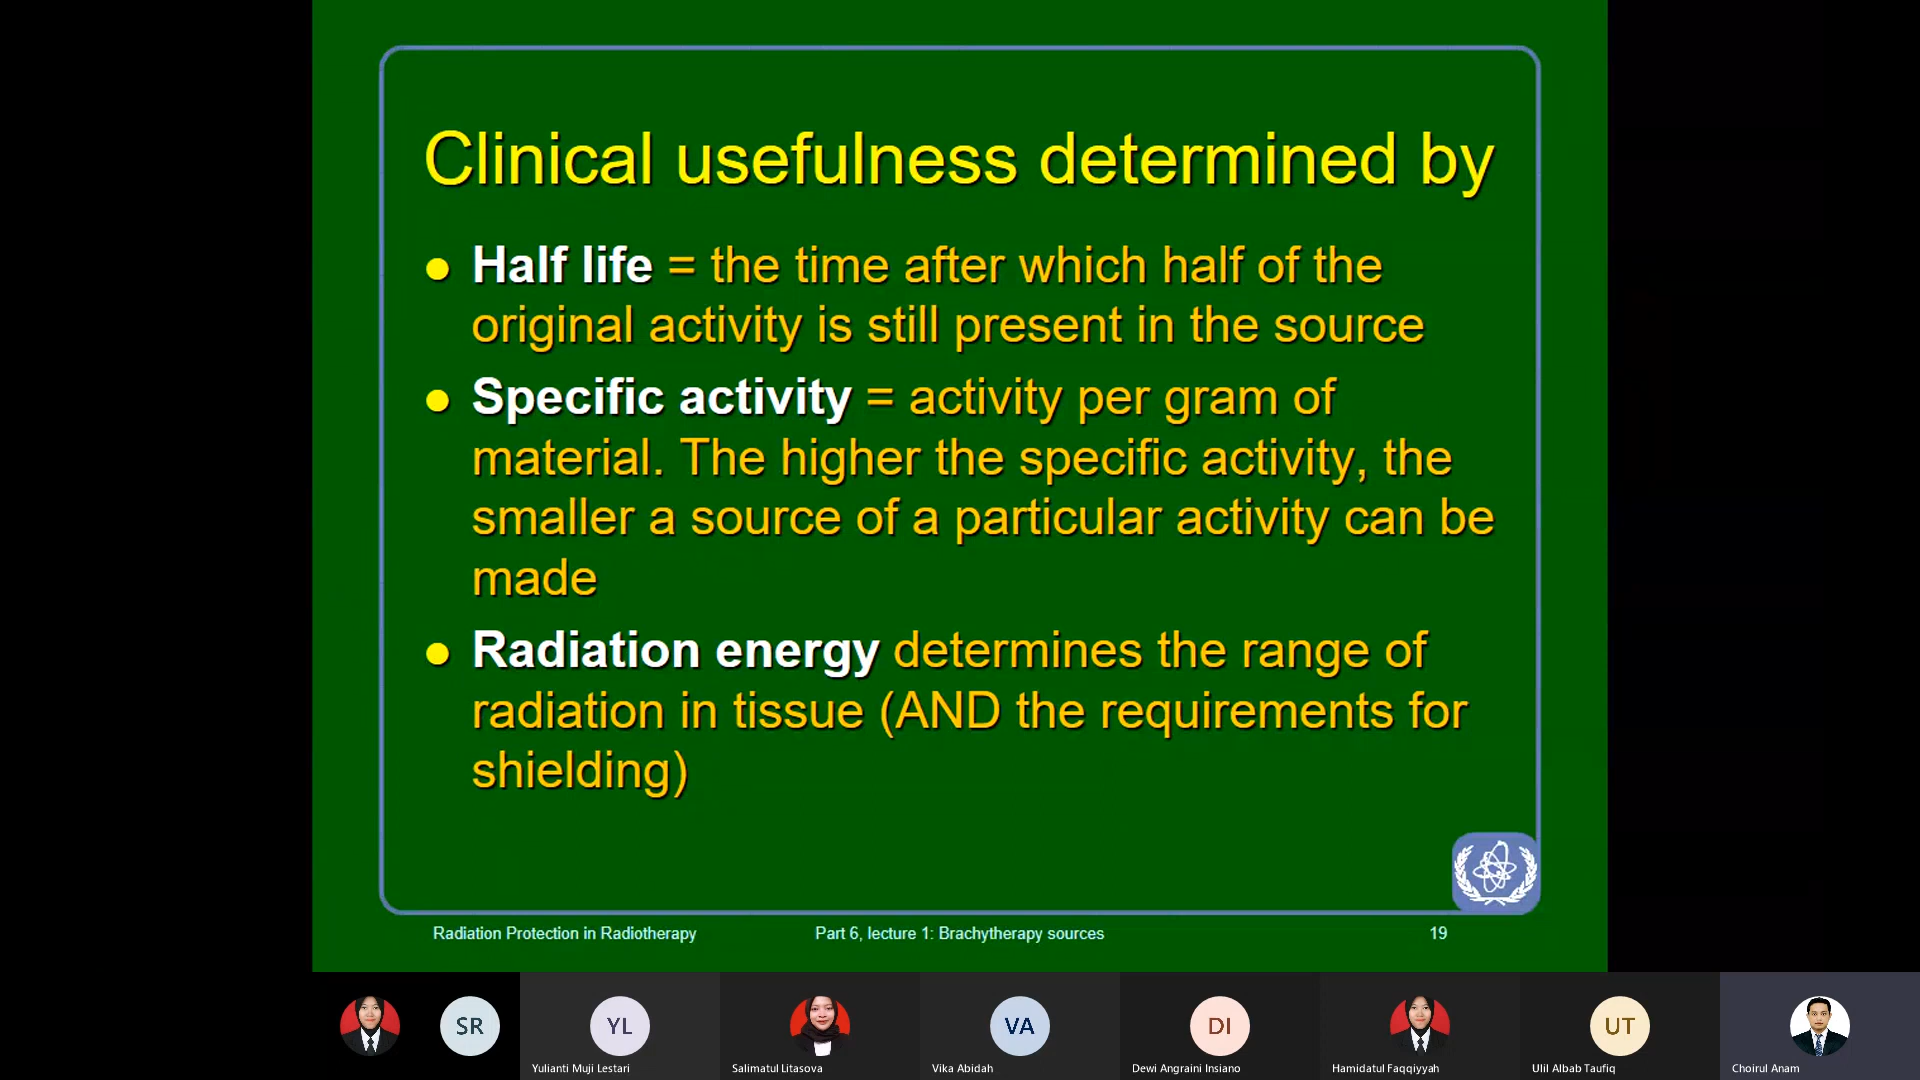 Clinical usefulness determined by
Half life = the time after which half of the
original activity is still present in the source
Specific activity = activity per gram of
material. The higher the specific activity, the
smaller a source of a particular activity can be
made
Radiation energy determines the range of
radiation in tissue (AND the requirements for
shielding)
Radiation Protection in Radiotherapy
Part 6, lecture 1: Brachytherapy sources
19
SR
YL
VA
DI
UT
Yulianti Muji Lestari
Salimatul Litasova
Vika Abidah
Dewi Angraini Insiano
Hamidatul Faqqiyyah
Ulil Albab Taufiq
Choirul Anam